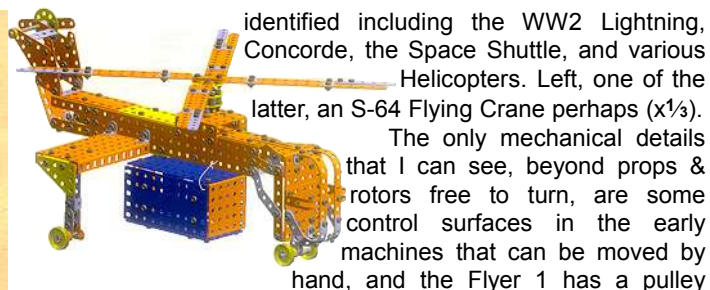 identified including the WW2 Lightning,
Concorde, the Space Shuttle, and various
Helicopters. Left, one of the
latter, an S-64 Flying Crane perhaps (x⅓).
The only mechanical details
that I can see, beyond props &
rotors free to turn, are some
control surfaces in the early
machines that can be moved by
hand, and the Flyer 1 has a pulley